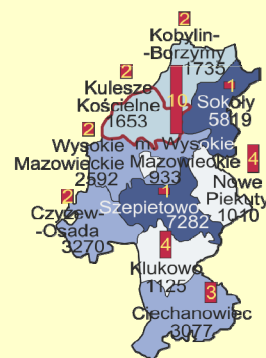 2
Kobylin-
-Borzymy
1735
2
Kulesze
Kościelne
1653
10
1
Sokoły
5819
2
Wysokie
Mazowieckie
2592
m. Wysokie
Mazowieckie
933
4
Nowe
Piekuty
1010
2
Czyżew-
-Osada
3270
1
Szepietowo
7282
4
Klukowo
1125
3
Ciechanowiec
3077